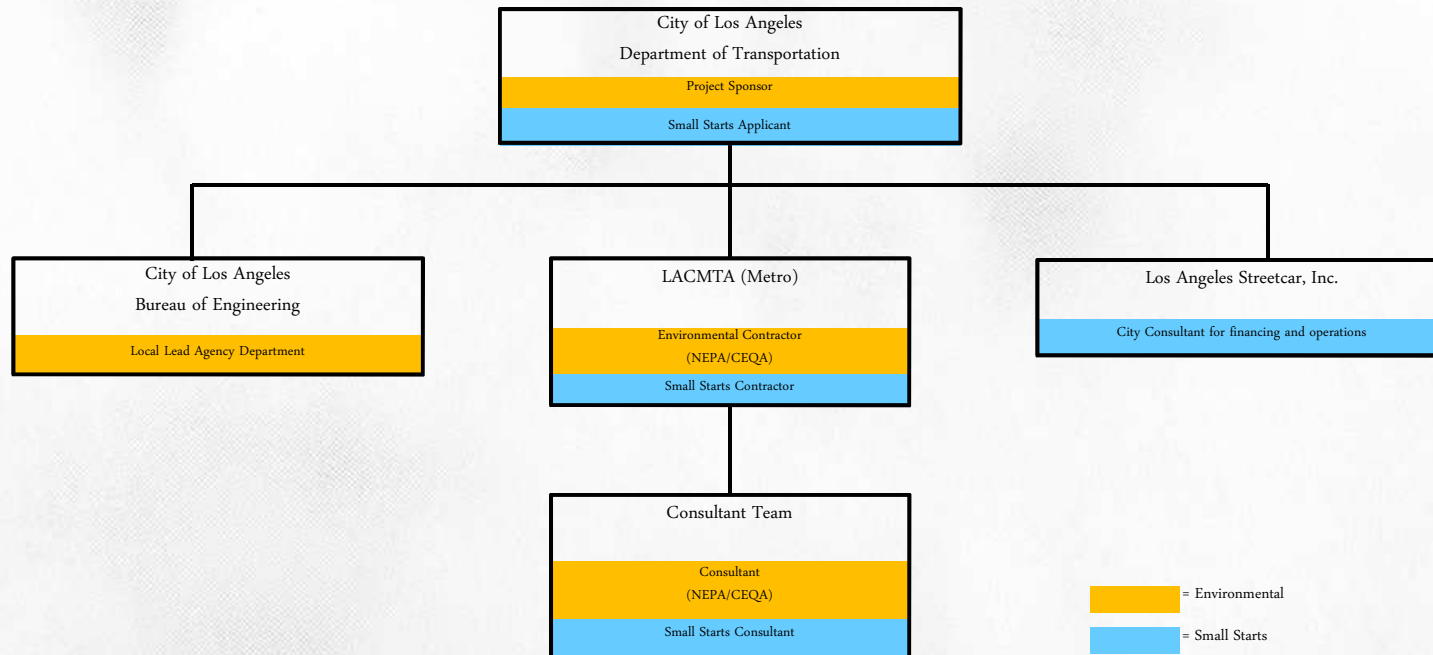 City of Los Angeles
Department of Transportation
Project Sponsor
Small Starts Applicant
City of Los Angeles
Bureau of Engineering
Local Lead Agency Department
LACMTA (Metro)
Environmental Contractor
(NEPA/CEQA)
Small Starts Contractor
Los Angeles Streetcar, Inc.
City Consultant for financing and operations
Consultant Team
Consultant
(NEPA/CEQA)
Small Starts Consultant
= Environmental
= Small Starts